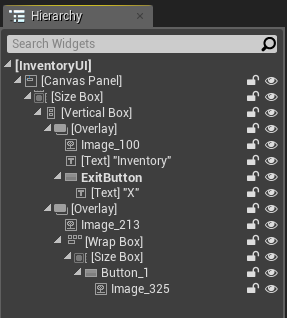 Hierarchy
Search Widgets
[InventoryUI]
[Canvas Panel]
[Size Box]
[Vertical Box]
[Overlay]
Image_100
[Text] "Inventory"
ExitButton
[Text] "X"
[Overlay]
Image_213
[Wrap Box]
[Size Box]
Button_1
Image_325